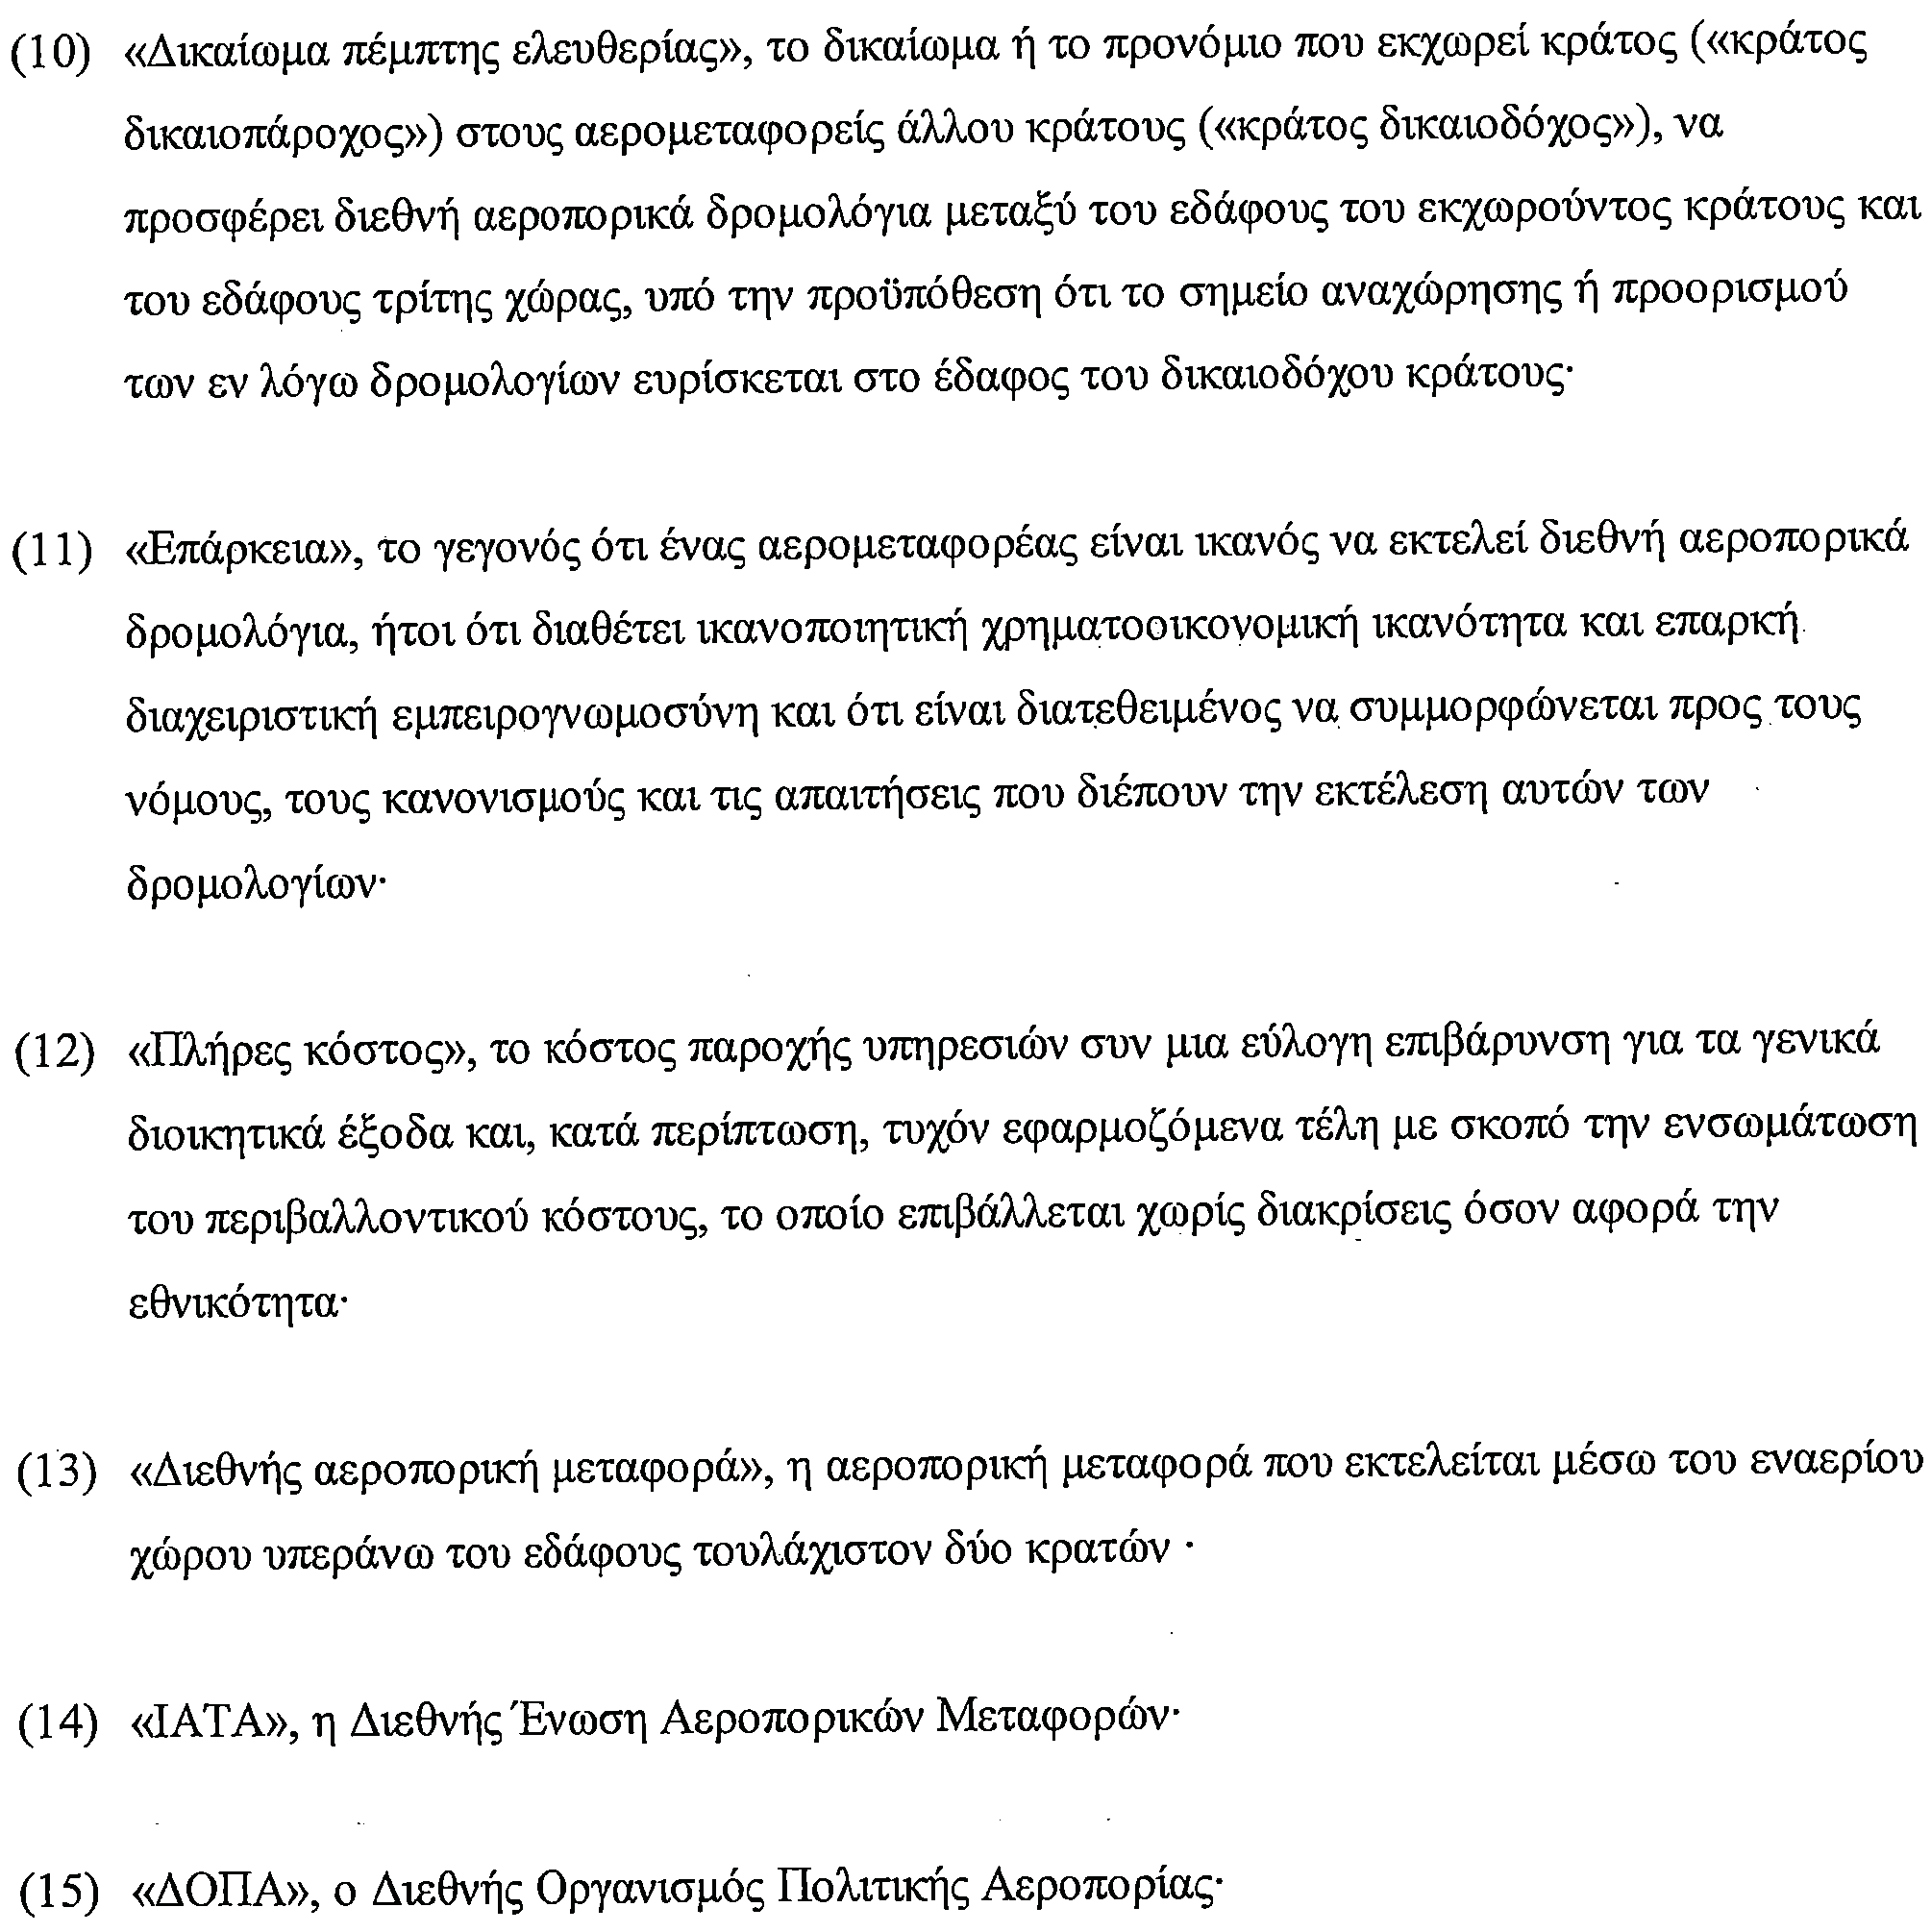 (10) «Δικαίωμα πέμπτης ελευθερίας», το δικαίωμα ή το προνόμιο που εκχωρεί κράτος («κράτος
δικαιοπάροχος») στους αερομεταφορείς άλλου κράτους («κράτος δικαιοδόχος»), να
προσφέρει διεθνή αεροπορικά δρομολόγια μεταξύ του εδάφους του εκχωρούντος κράτους και
του εδάφους τρίτης χώρας, υπό την προϋπόθεση ότι το σημείο αναχώρησης ή προορισμού
των εν λόγω δρομολογίων ευρίσκεται στο έδαφος του δικαιοδόχου κράτους·
(11) «Επάρκεια», το γεγονός ότι ένας αερομεταφορέας είναι ικανός να εκτελεί διεθνή αεροπορικά
δρομολόγια, ήτοι ότι διαθέτει ικανοποιητική χρηματοοικονομική ικανότητα και επαρκή
διαχειριστική εμπειρογνωμοσύνη και ότι είναι διατεθειμένος να συμμορφώνεται προς τους
νόμους, τους κανονισμούς και τις απαιτήσεις που διέπουν την εκτέλεση αυτών των
δρομολογίων·
(12) «Πλήρες κόστος», το κόστος παροχής υπηρεσιών συν μια εύλογη επιβάρυνση για τα γενικά
διοικητικά έξοδα και, κατά περίπτωση, τυχόν εφαρμοζόμενα τέλη με σκοπό την ενσωμάτωση
του περιβαλλοντικού κόστους, το οποίο επιβάλλεται χωρίς διακρίσεις όσον αφορά την
εθνικότητα·
(13) «Διεθνής αεροπορική μεταφορά», η αεροπορική μεταφορά που εκτελείται μέσω του εναερίου
χώρου υπεράνω του εδάφους τουλάχιστον δύο κρατών ·
(14) «ΙΑΤΑ», η Διεθνής Ένωση Αεροπορικών Μεταφορών·
(15) «ΔΟΠΑ», ο Διεθνής Οργανισμός Πολιτικής Αεροπορίας·